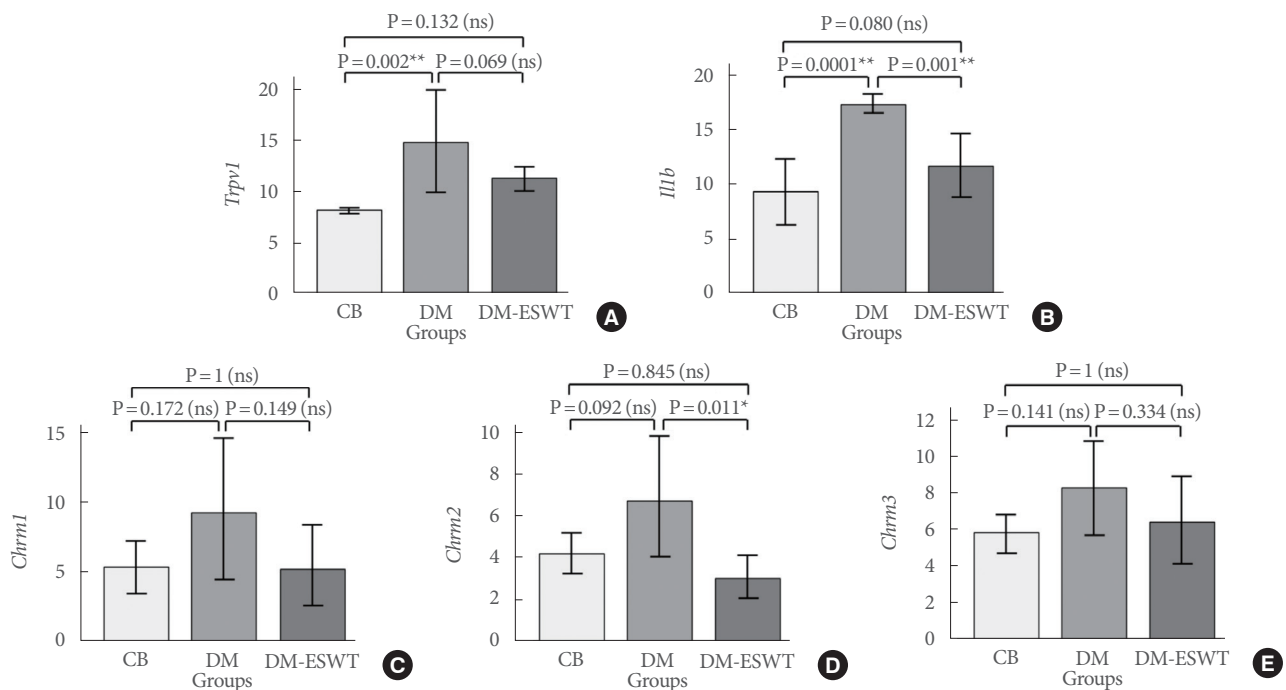 P = 0.132 (ns)
P = 0.002** P = 0.069 (ns)
20
15
10
5
0
Trpv1
CB DM DM-ESWT
Groups
A
P = 0.080 (ns)
P = 0.0001** P = 0.001**
20
15
10
5
0
Il1b
CB DM DM-ESWT
Groups
B
P = 1 (ns)
P = 0.172 (ns) P = 0.149 (ns)
15
10
5
0
Chrm1
CB DM DM-ESWT
Groups
C
P = 0.845 (ns)
P = 0.092 (ns) P = 0.011*
10
8
6
4
2
0
Chrm2
CB DM DM-ESWT
Groups
D
P = 1 (ns)
P = 0.141 (ns) P = 0.334 (ns)
12
10
8
6
4
2
0
Chrm3
CB DM DM-ESWT
Groups
E